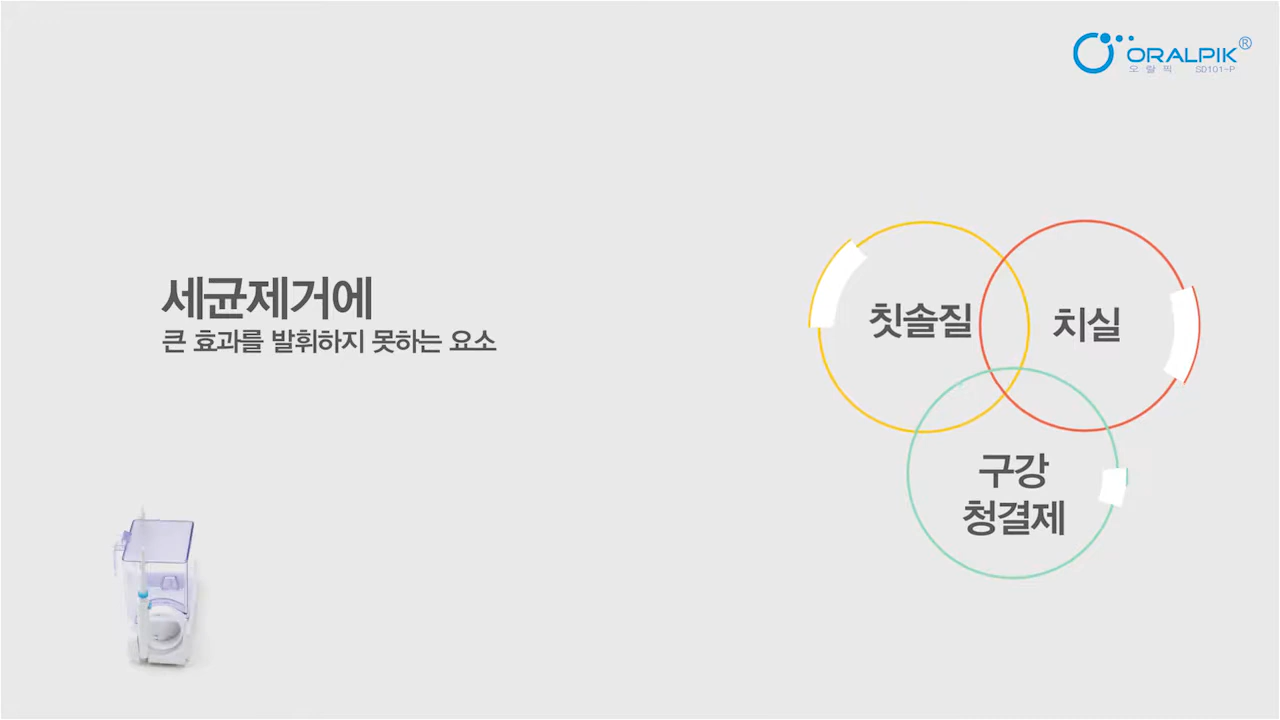 ORALPIK®
오랄픽 SD101-P
세균제거에
큰 효과를 발휘하지 못하는 요소
칫솔질
치실
구강
청결제